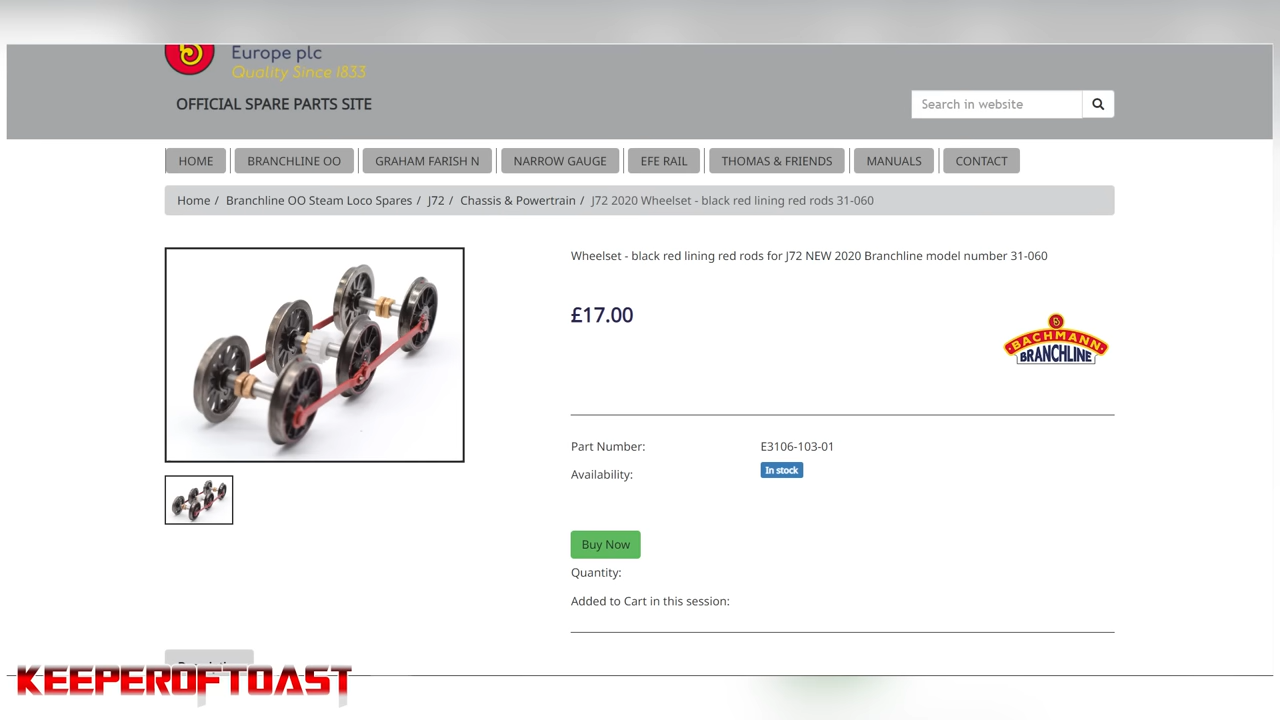 Europe plc
Quality Since 1833
OFFICIAL SPARE PARTS SITE
Search in website
HOME
BRANCHLINE OO
GRAHAM FARISH N
NARROW GAUGE
EFE RAIL
THOMAS & FRIENDS
MANUALS
CONTACT
Home / Branchline OO Steam Loco Spares / J72 / Chassis & Powertrain / J72 2020 Wheelset - black red lining red rods 31-060
Wheelset - black red lining red rods for J72 NEW 2020 Branchline model number 31-060
£17.00
BACHMANN
BRANCHLINE
Part Number: E3106-103-01
Availability: In stock
Buy Now
Quantity:
Added to Cart in this session:
KEEPEROFTOAST